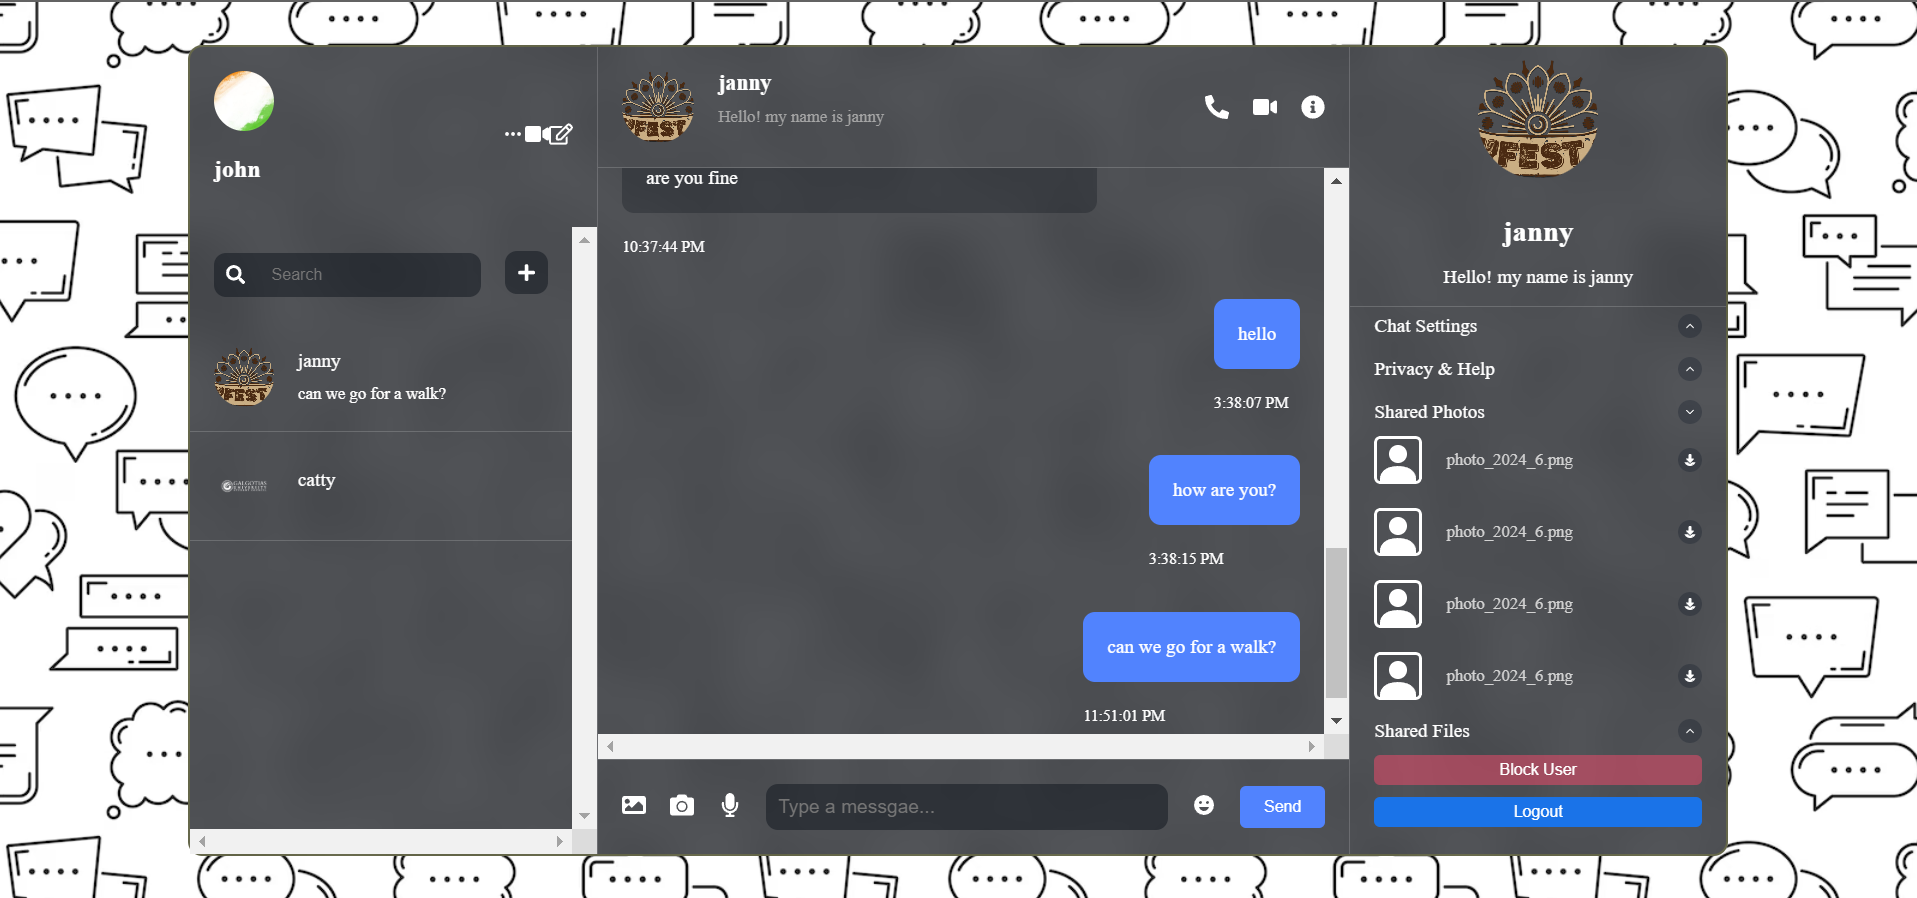 john
Search
janny
can we go for a walk?
GALGOTIAS
UNIVERSITY
catty
janny
Hello! my name is janny
are you fine
10:37:44 PM
hello
3:38:07 PM
how are you?
3:38:15 PM
can we go for a walk?
11:51:01 PM
Type a messgae...
Send
FEST
janny
Hello! my name is janny
Chat Settings
Privacy & Help
Shared Photos
photo_2024_6.png
photo_2024_6.png
photo_2024_6.png
photo_2024_6.png
Shared Files
Block User
Logout